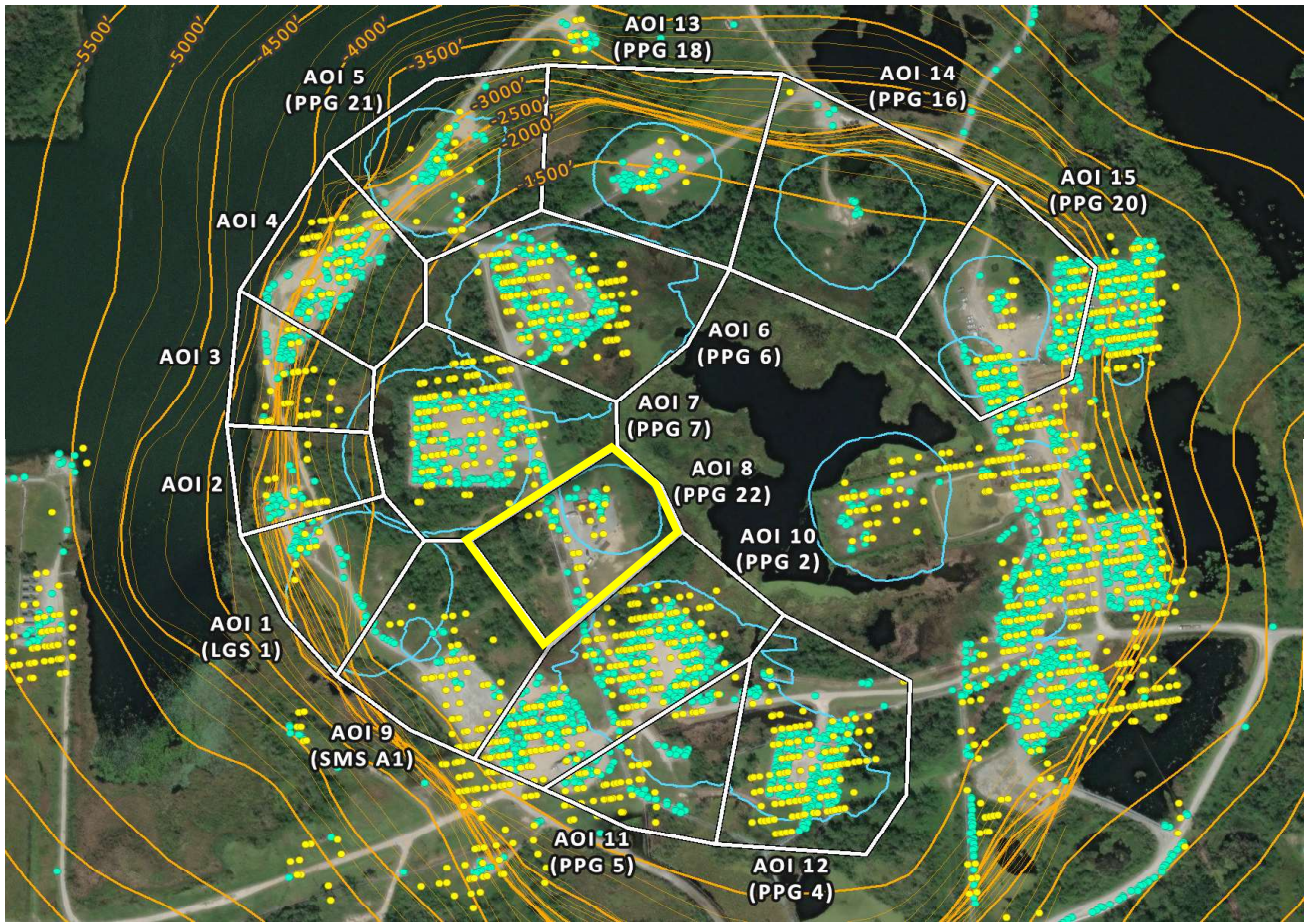 -5500'
-5000'
-4500'
-4000'
-3500'
-3000'
-2500'
-2000'
-1500'
AOI 13
(PPG 18)
AOI 5
(PPG 21)
AOI 14
(PPG 16)
AOI 15
(PPG 20)
AOI 4
AOI 3
AOI 6
(PPG 6)
AOI 7
(PPG 7)
AOI 2
AOI 8
(PPG 22)
AOI 10
(PPG 2)
AOI 1
(LGS 1)
AOI 9
(SMS A1)
AOI 11
(PPG 5)
AOI 12
(PPG 4)